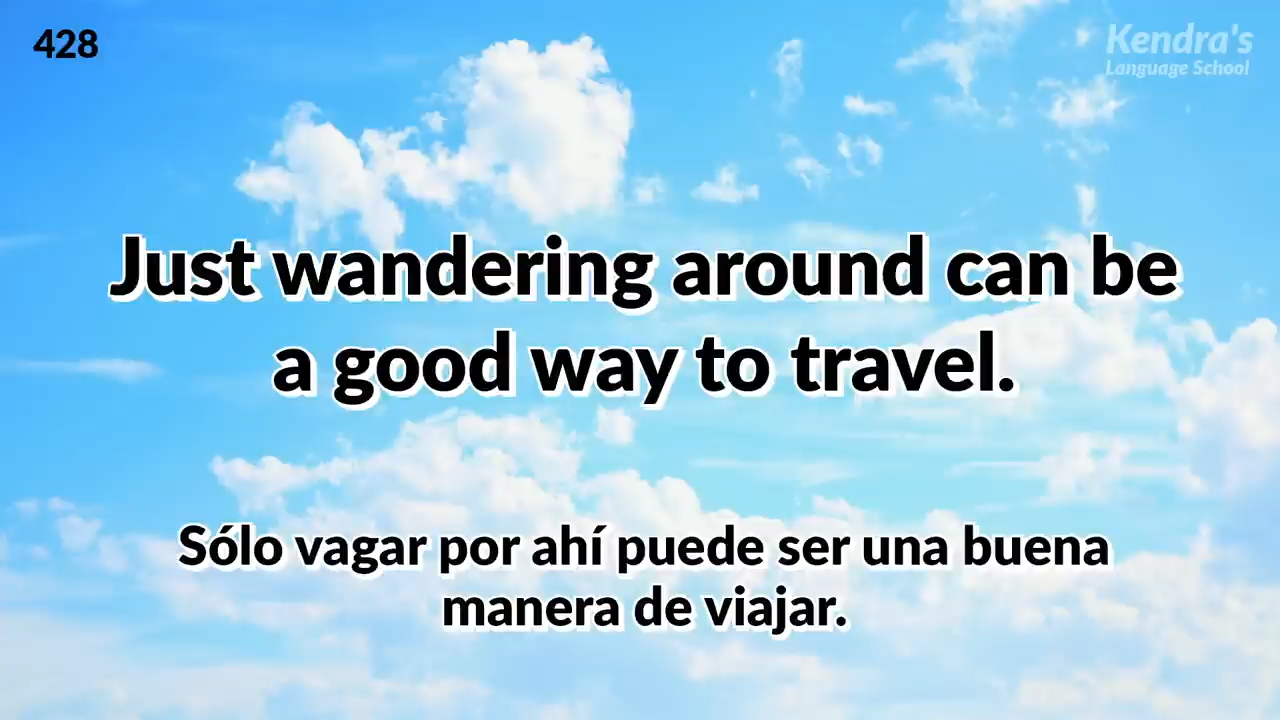 428
Kendra's
Language School
Just wandering around can be
a good way to travel.
Sólo vagar por ahí puede ser una buena
manera de viajar.